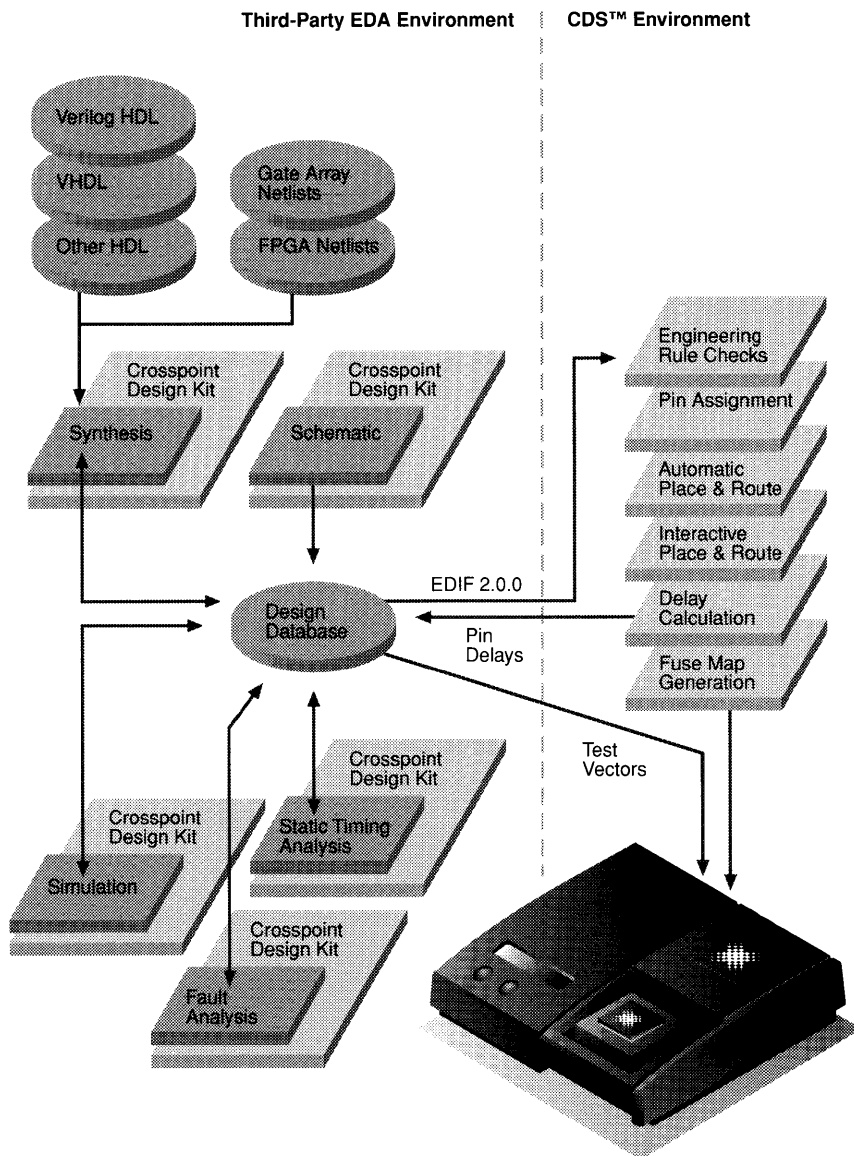 Third-Party EDA Environment
CDS™ Environment
Verilog HDL
VHDL
Other HDL
Gate Array
Netlists
FPGA Netlists
Engineering
Rule Checks
Pin Assignment
Automatic
Place & Route
Interactive
Place & Route
Delay
Calculation
Fuse Map
Generation
Crosspoint
Design Kit
Synthesis
Crosspoint
Design Kit
Schematic
EDIF 2.0.0
Design
Database
Pin
Delays
Test
Vectors
Crosspoint
Design Kit
Static Timing
Analysis
Crosspoint
Design Kit
Simulation
Crosspoint
Design Kit
Fault
Analysis